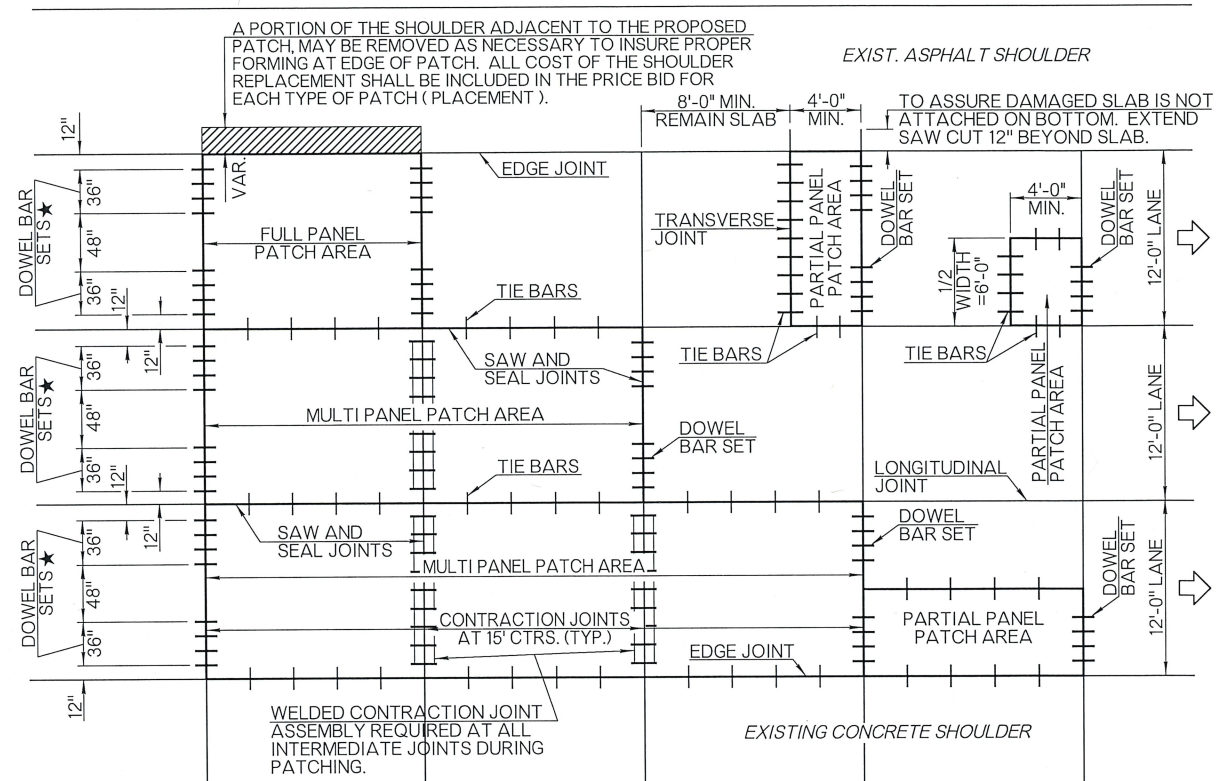 A PORTION OF THE SHOULDER ADJACENT TO THE PROPOSED
PATCH, MAY BE REMOVED AS NECESSARY TO INSURE PROPER
FORMING AT EDGE OF PATCH. ALL COST OF THE SHOULDER
REPLACEMENT SHALL BE INCLUDED IN THE PRICE BID FOR
EACH TYPE OF PATCH ( PLACEMENT ).
EXIST. ASPHALT SHOULDER
8'-0" MIN.
REMAIN SLAB
4'-0"
MIN.
TO ASSURE DAMAGED SLAB IS NOT
ATTACHED ON BOTTOM. EXTEND
SAW CUT 12" BEYOND SLAB.
12"
VAR.
EDGE JOINT
DOWEL BAR
SETS★
36"
48"
36"
12"
12"
FULL PANEL
PATCH AREA
TIE BARS
TRANSVERSE
JOINT
PARTIAL PANEL
PATCH AREA
DOWEL
BAR SET
4'-0"
MIN.
1/2
WIDTH
=6'-0"
DOWEL
BAR SET
12'-0" LANE
TIE BARS
TIE BARS
PARTIAL PANEL
PATCH AREA
DOWEL BAR
SETS★
36"
48"
36"
12"
12"
SAW AND
SEAL JOINTS
MULTI PANEL PATCH AREA
TIE BARS
DOWEL
BAR SET
LONGITUDINAL
JOINT
12'-0" LANE
DOWEL BAR
SETS★
36"
48"
36"
12"
SAW AND
SEAL JOINTS
MULTI PANEL PATCH AREA
CONTRACTION JOINTS
AT 15' CTRS. (TYP.)
EDGE JOINT
DOWEL
BAR SET
PARTIAL PANEL
PATCH AREA
DOWEL
BAR SET
12'-0" LANE
WELDED CONTRACTION JOINT
ASSEMBLY REQUIRED AT ALL
INTERMEDIATE JOINTS DURING
PATCHING.
EXISTING CONCRETE SHOULDER